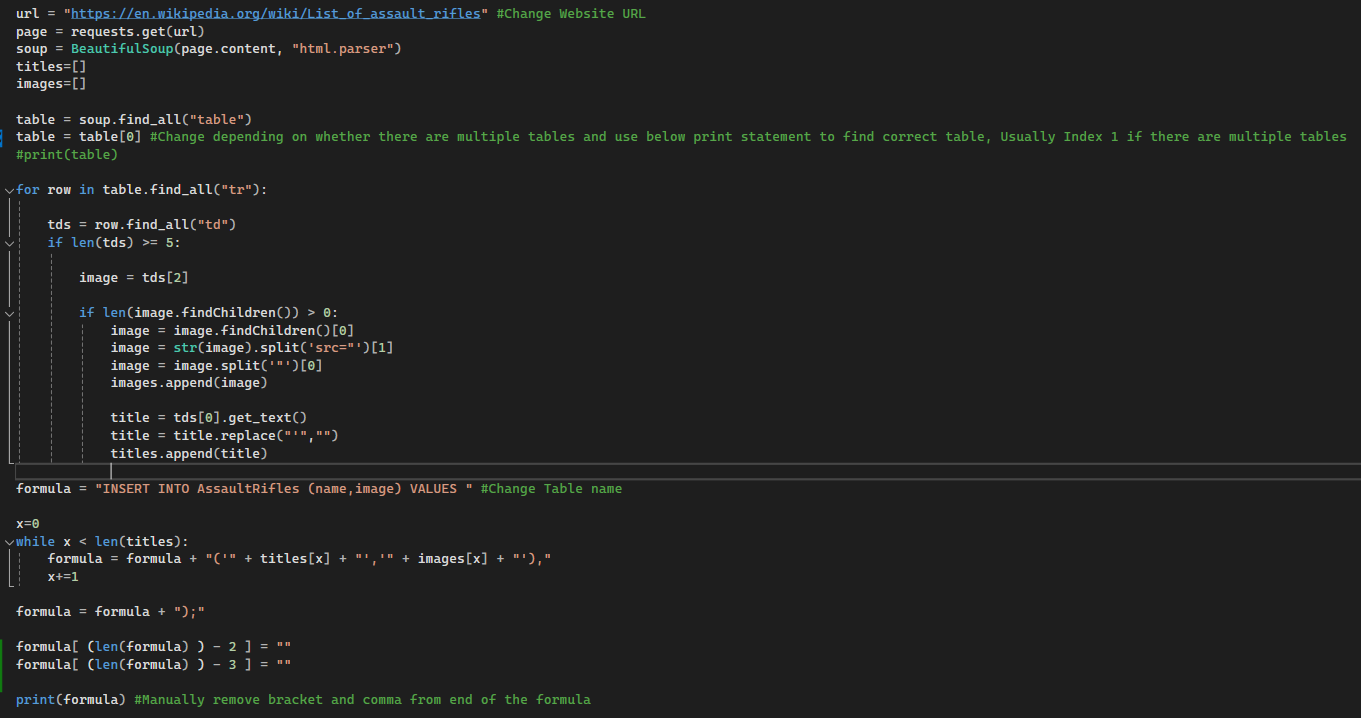 url = "https://en.wikipedia.org/wiki/List_of_assault_rifles" #Change Website URL
page = requests.get(url)
soup = BeautifulSoup(page.content, "html.parser")
titles=[]
images=[]
table = soup.find_all("table")
table = table[0] #Change depending on whether there are multiple tables and use below print statement to find correct table, Usually Index 1 if there are multiple tables
#print(table)
for row in table.find_all("tr"):
    tds = row.find_all("td")
    if len(tds) >= 5:
        image = tds[2]
        if len(image.findChildren()) > 0:
            image = image.findChildren()[0]
            image = str(image).split('src="')[1]
            image = image.split('"')[0]
            images.append(image)
            title = tds[0].get_text()
            title = title.replace("'","")
            titles.append(title)
formula = "INSERT INTO AssaultRifles (name,image) VALUES " #Change Table name
x=0
while x < len(titles):
    formula = formula + "('" + titles[x] + "','" + images[x] + "'),"
    x+=1
formula = formula + ");"
formula[ (len(formula) ) - 2 ] = ""
formula[ (len(formula) ) - 3 ] = ""
print(formula) #Manually remove bracket and comma from end of the formula